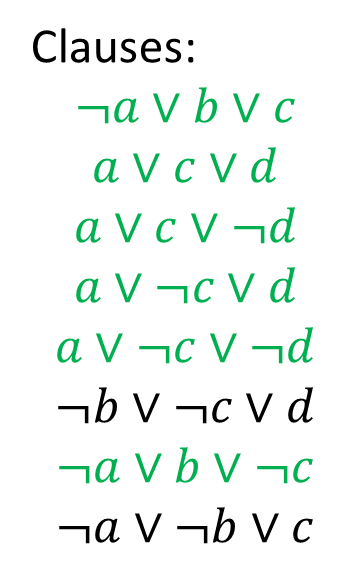 Clauses:
¬a ∨ b ∨ c
a ∨ c ∨ d
a ∨ c ∨ ¬d
a ∨ ¬c ∨ d
a ∨ ¬c ∨ ¬d
¬b ∨ ¬c ∨ d
¬a ∨ b ∨ ¬c
¬a ∨ ¬b ∨ c